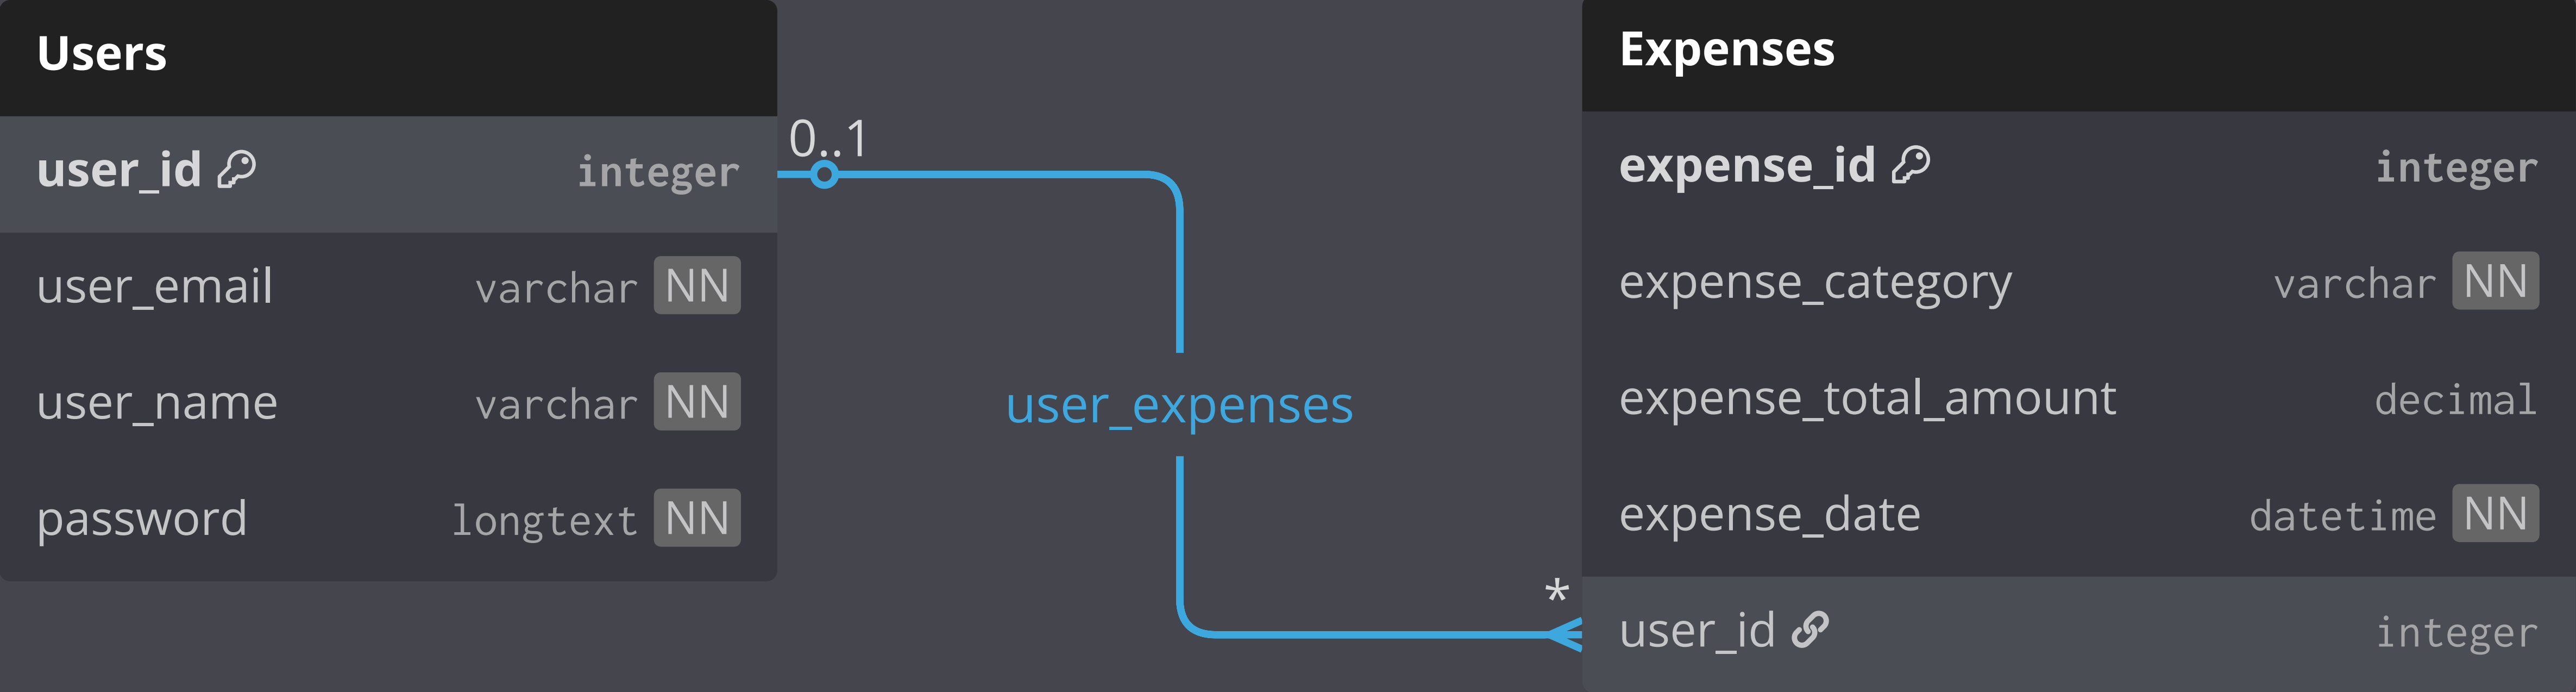 Users
user_id integer
user_email varchar NN
user_name varchar NN
password longtext NN
0..1
user_expenses
*
Expenses
expense_id integer
expense_category varchar NN
expense_total_amount decimal
expense_date datetime NN
user_id integer